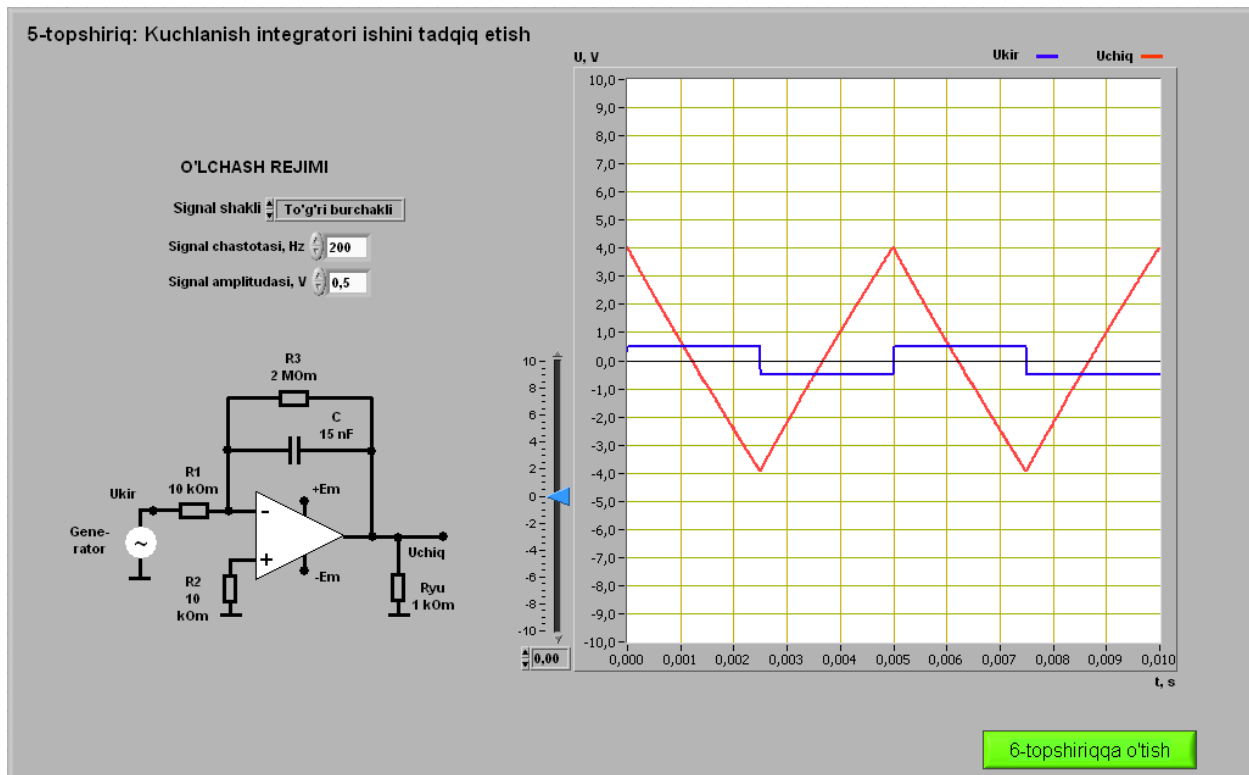 5-topshiriq: Kuchlanish integratori ishini tadqiq etish
O'LCHASH REJIMI
Signal shakli To'g'ri burchakli
Signal chastotasi, Hz 200
Signal amplitudasi, V 0,5
R3
2 MOm
C
15 nF
R1
10 kOm
Ukir
+Em
-
Gene-
rator
~
+
Uchiq
-Em
R2
10
kOm
Ryu
1 kOm
10
8
6
4
2
0
-2
-4
-6
-8
-10
0,00
U, V
Ukir Uchiq
10,0
9,0
8,0
7,0
6,0
5,0
4,0
3,0
2,0
1,0
0,0
-1,0
-2,0
-3,0
-4,0
-5,0
-6,0
-7,0
-8,0
-9,0
-10,0
0,000 0,001 0,002 0,003 0,004 0,005 0,006 0,007 0,008 0,009 0,010
t, s
6-topshiriqqa o'tish